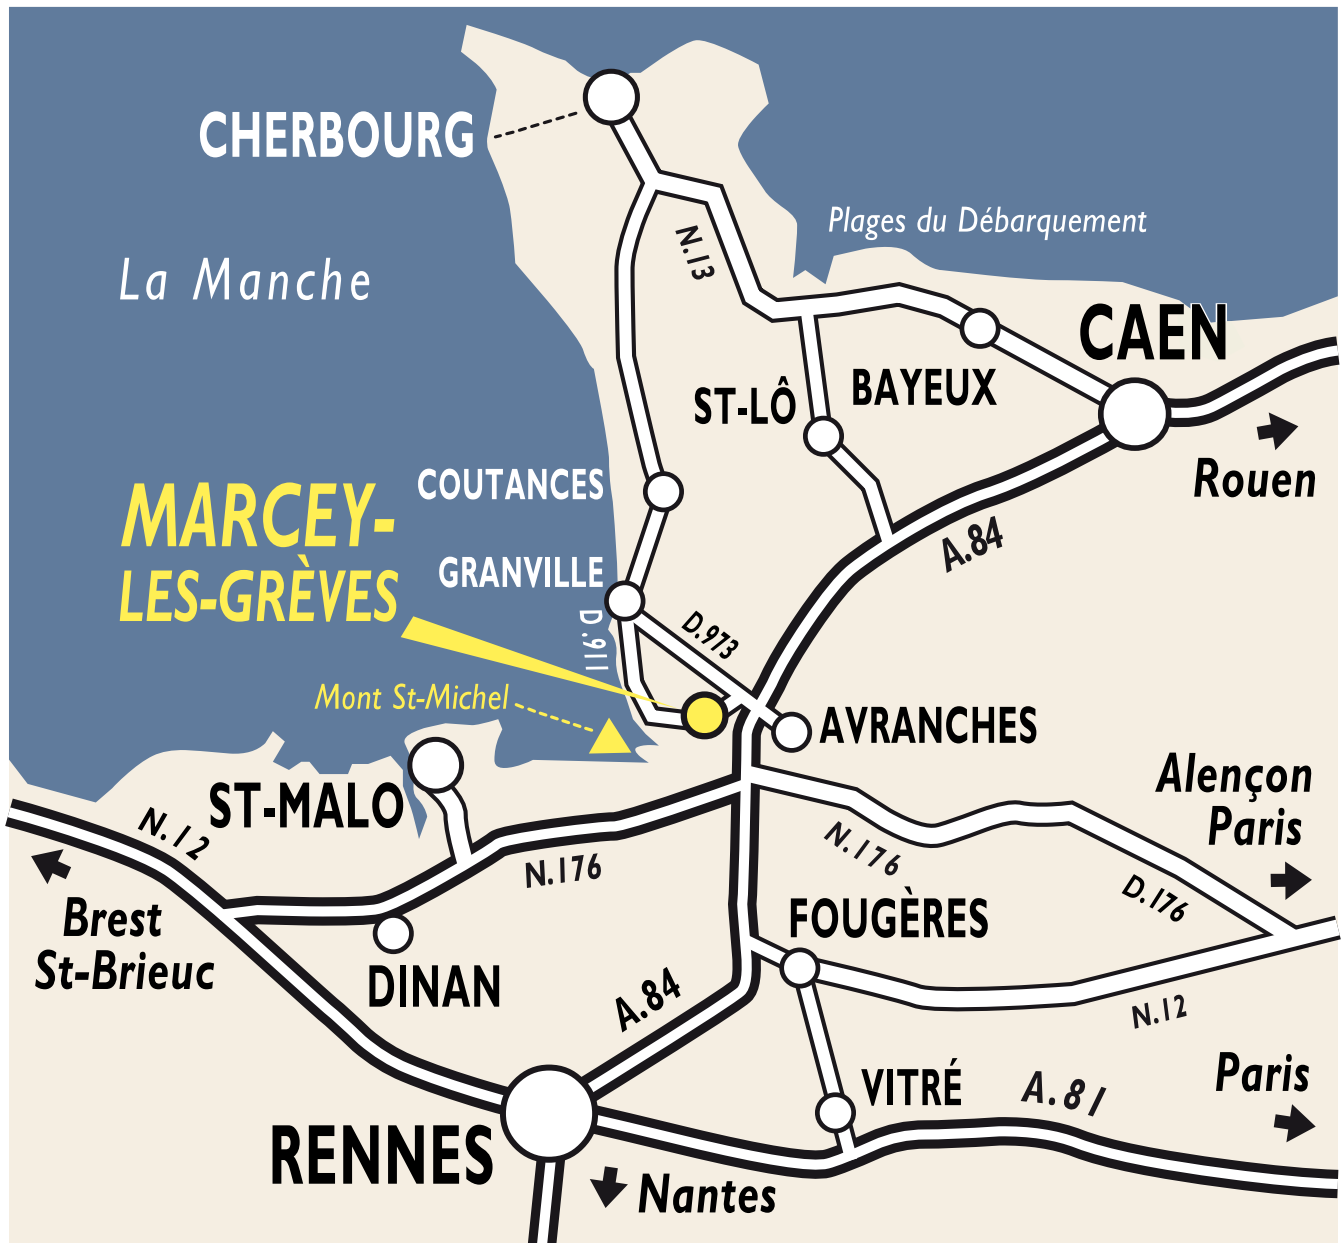 CHERBOURG
Plages du Débarquement
N.13
La Manche
CAEN
ST-LÔ
BAYEUX
Rouen
COUTANCES
MARCEY-
LES-GRÈVES
A.84
GRANVILLE
D.911
D.973
Mont St-Michel
AVRANCHES
Alençon
Paris
ST-MALO
N.12
N.176
N.176
D.176
Brest
St-Brieuc
FOUGÈRES
DINAN
A.84
N.12
VITRÉ
A.81
Paris
RENNES
Nantes